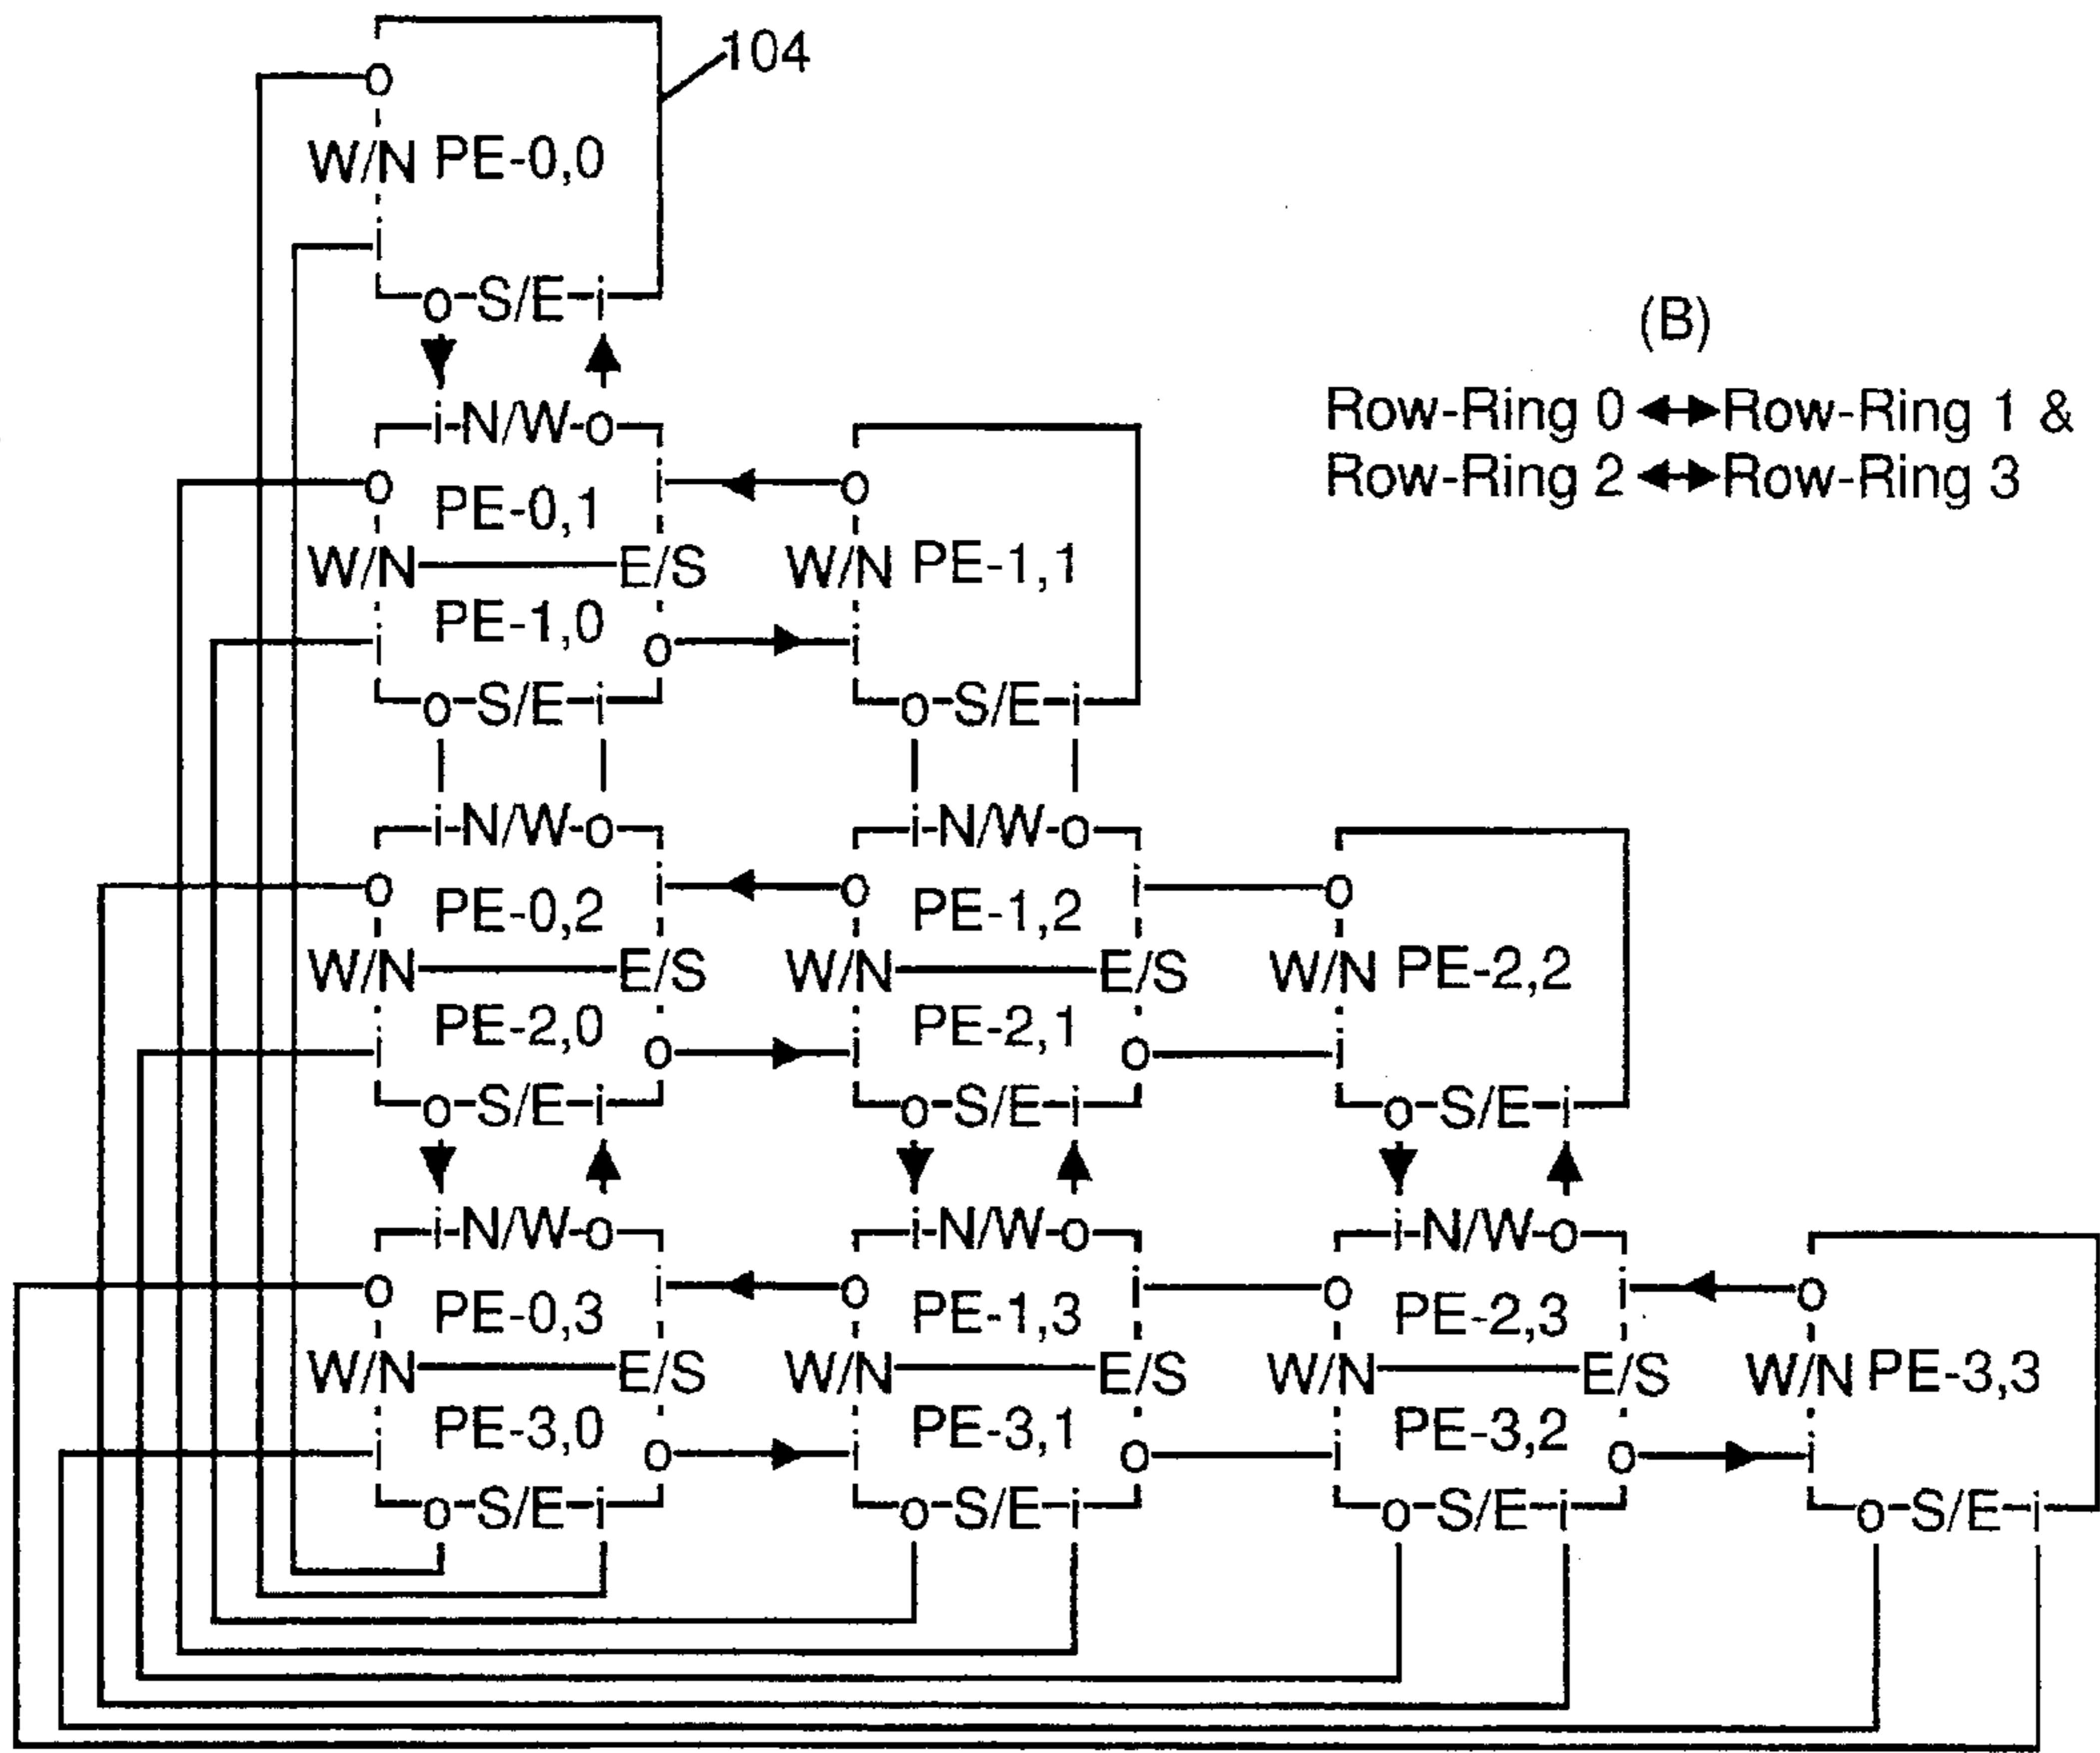 104
o
W/N PE-0,0
i
o-S/E-i
(B)
Row-Ring 0 ◄►Row-Ring 1 &
Row-Ring 2 ◄►Row-Ring 3
i-N/W-o
o PE-0,1 i o
W/N E/S W/N PE-1,1
i PE-1,0 o i
o-S/E-i o-S/E-i
i-N/W-o i-N/W-o
o PE-0,2 i o PE-1,2 i o
W/N E/S W/N E/S W/N PE-2,2
i PE-2,0 o i PE-2,1 o i
o-S/E-i o-S/E-i o-S/E-i
i-N/W-o i-N/W-o i-N/W-o
o PE-0,3 i o PE-1,3 i o PE-2,3 i o
W/N E/S W/N E/S W/N E/S W/N PE-3,3
i PE-3,0 o i PE-3,1 o i PE-3,2 o i
o-S/E-i o-S/E-i o-S/E-i o-S/E-i